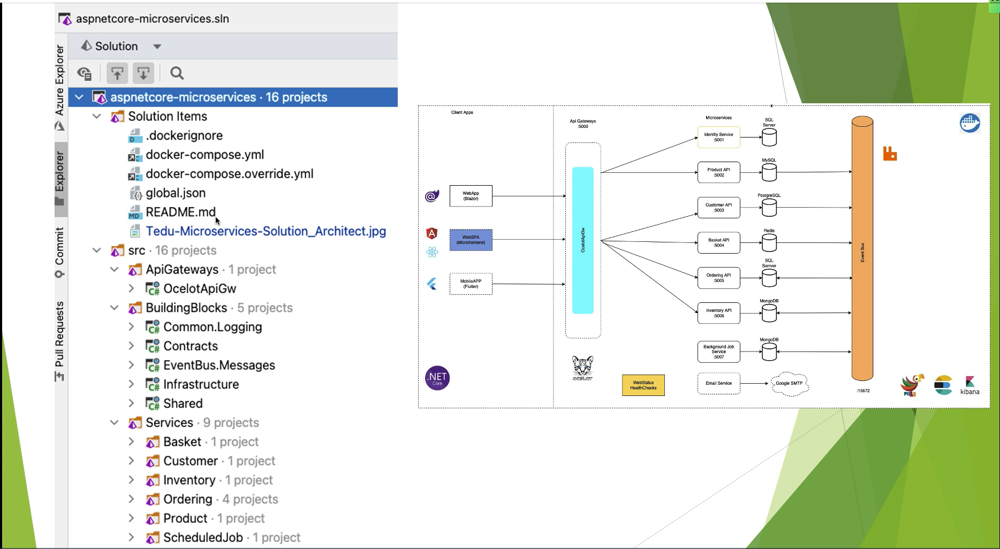 aspnetcore-microservices.sln
Solution
Azure Explorer
Explorer
Commit
Pull Requests
aspnetcore-microservices · 16 projects
Solution Items
.dockerignore
docker-compose.yml
docker-compose.override.yml
global.json
README.md
Tedu-Microservices-Solution_Architect.jpg
src · 16 projects
ApiGateways · 1 project
OcelotApiGw
BuildingBlocks · 5 projects
Common.Logging
Contracts
EventBus.Messages
Infrastructure
Shared
Services · 9 projects
Basket · 1 project
Customer · 1 project
Inventory · 1 project
Ordering · 4 projects
Product · 1 project
ScheduledJob · 1 project
z
Client Apps
WebApp
(Blazor)
WebSPA
(Microfrontend)
MobileAPP
(Flutter)
.NET
Core
Api Gateways
:5000
OcelotApiGw
OCELOT
WebStatus
HealthChecks
Microservices
Identity Service
:5001
SQL
Server
Product API
:5002
MySQL
Customer API
:5003
PostgreSQL
Basket API
:5004
Redis
Ordering API
:5005
SQL
Serrver
Inventory API
:5006
MongoDB
Background Job
Service
:5007
MongoDB
Email Service
Google SMTP
Event Bus
:15672
POLLY
kibana